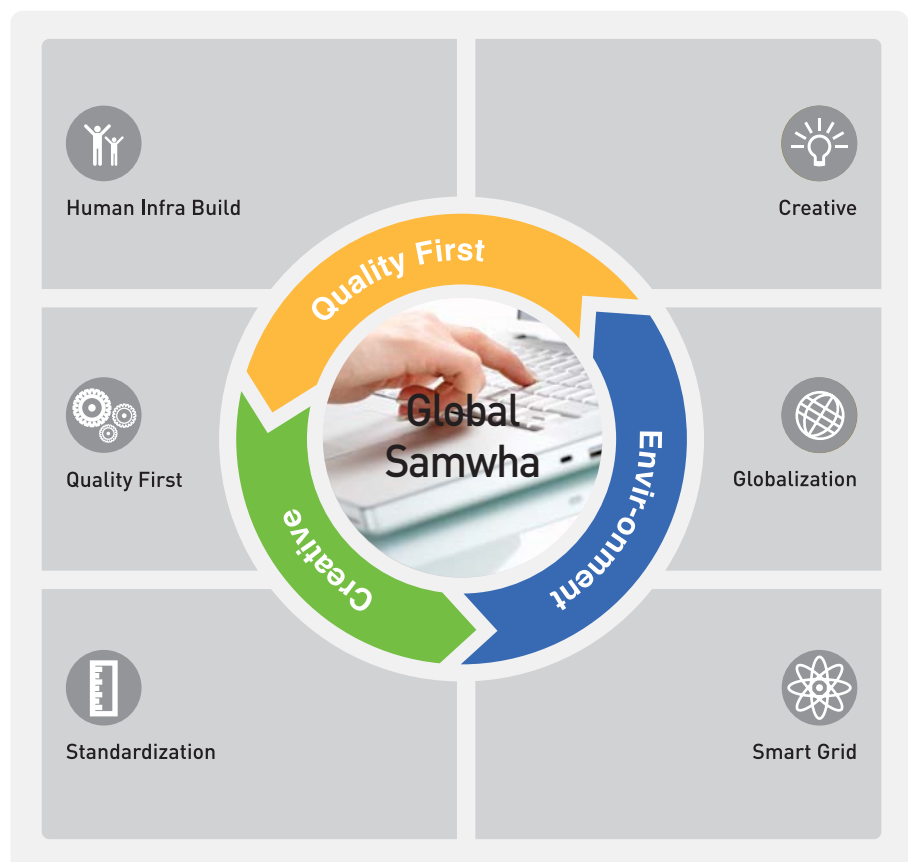 Human Infra Build
Creative
Quality First
Global
Samwha
Envir-onment
Creative
Quality First
Globalization
Standardization
Smart Grid